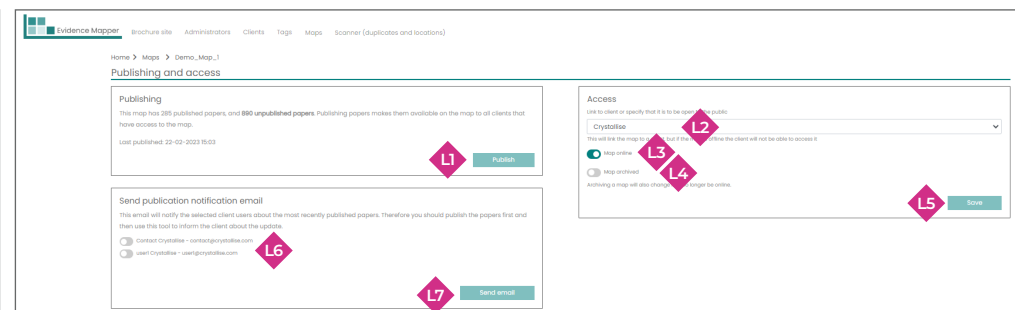 Evidence Mapper Brochure site Administrators Clients Tags Maps Scanner (duplicates and locations)
Home > Maps > Demo_Map_1
Publishing and access
Publishing
This map has 285 published papers, and 890 unpublished papers. Publishing papers makes them available on the map to all clients that
have access to the map.
Last published: 22-02-2023 15:03
L1
Publish
Send publication notification email
This email will notify the selected client users about the most recently published papers. Therefore you should publish the papers first and
then use this tool to inform the client about the update.
Contact Crystallise - contact@crystallise.com
user1 Crystallise - user1@crystallise.com
L6
L7
Send email
Access
Link to client or specify that it is to be open the public
Crystallise
L2
This will link the map to a but if the offline the client will not be able to access it
Map online
L3
Map archived
L4
Archiving a map will also change longer be online.
L5
Save